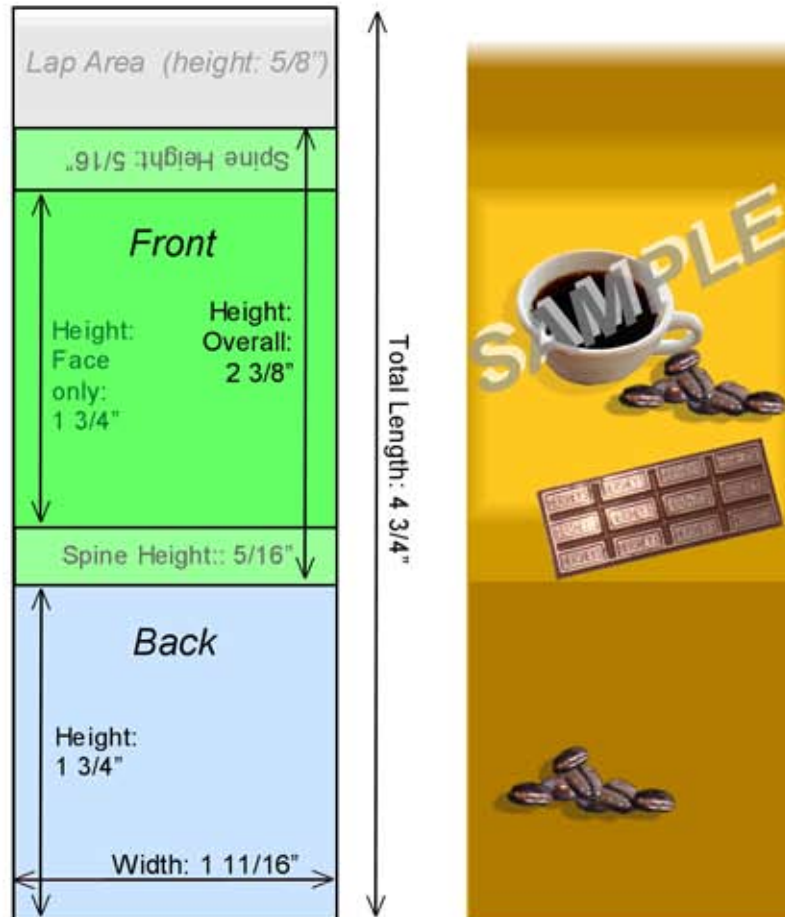 Lap Area (height: 5/8”)
Spine Height: 5/16”
Front
Height:
Face
only:
1 3/4”
Height:
Overall:
2 3/8”
Total Length: 4 3/4”
Spine Height:: 5/16”
Back
Height:
1 3/4”
Width: 1 11/16”
SAMPLE